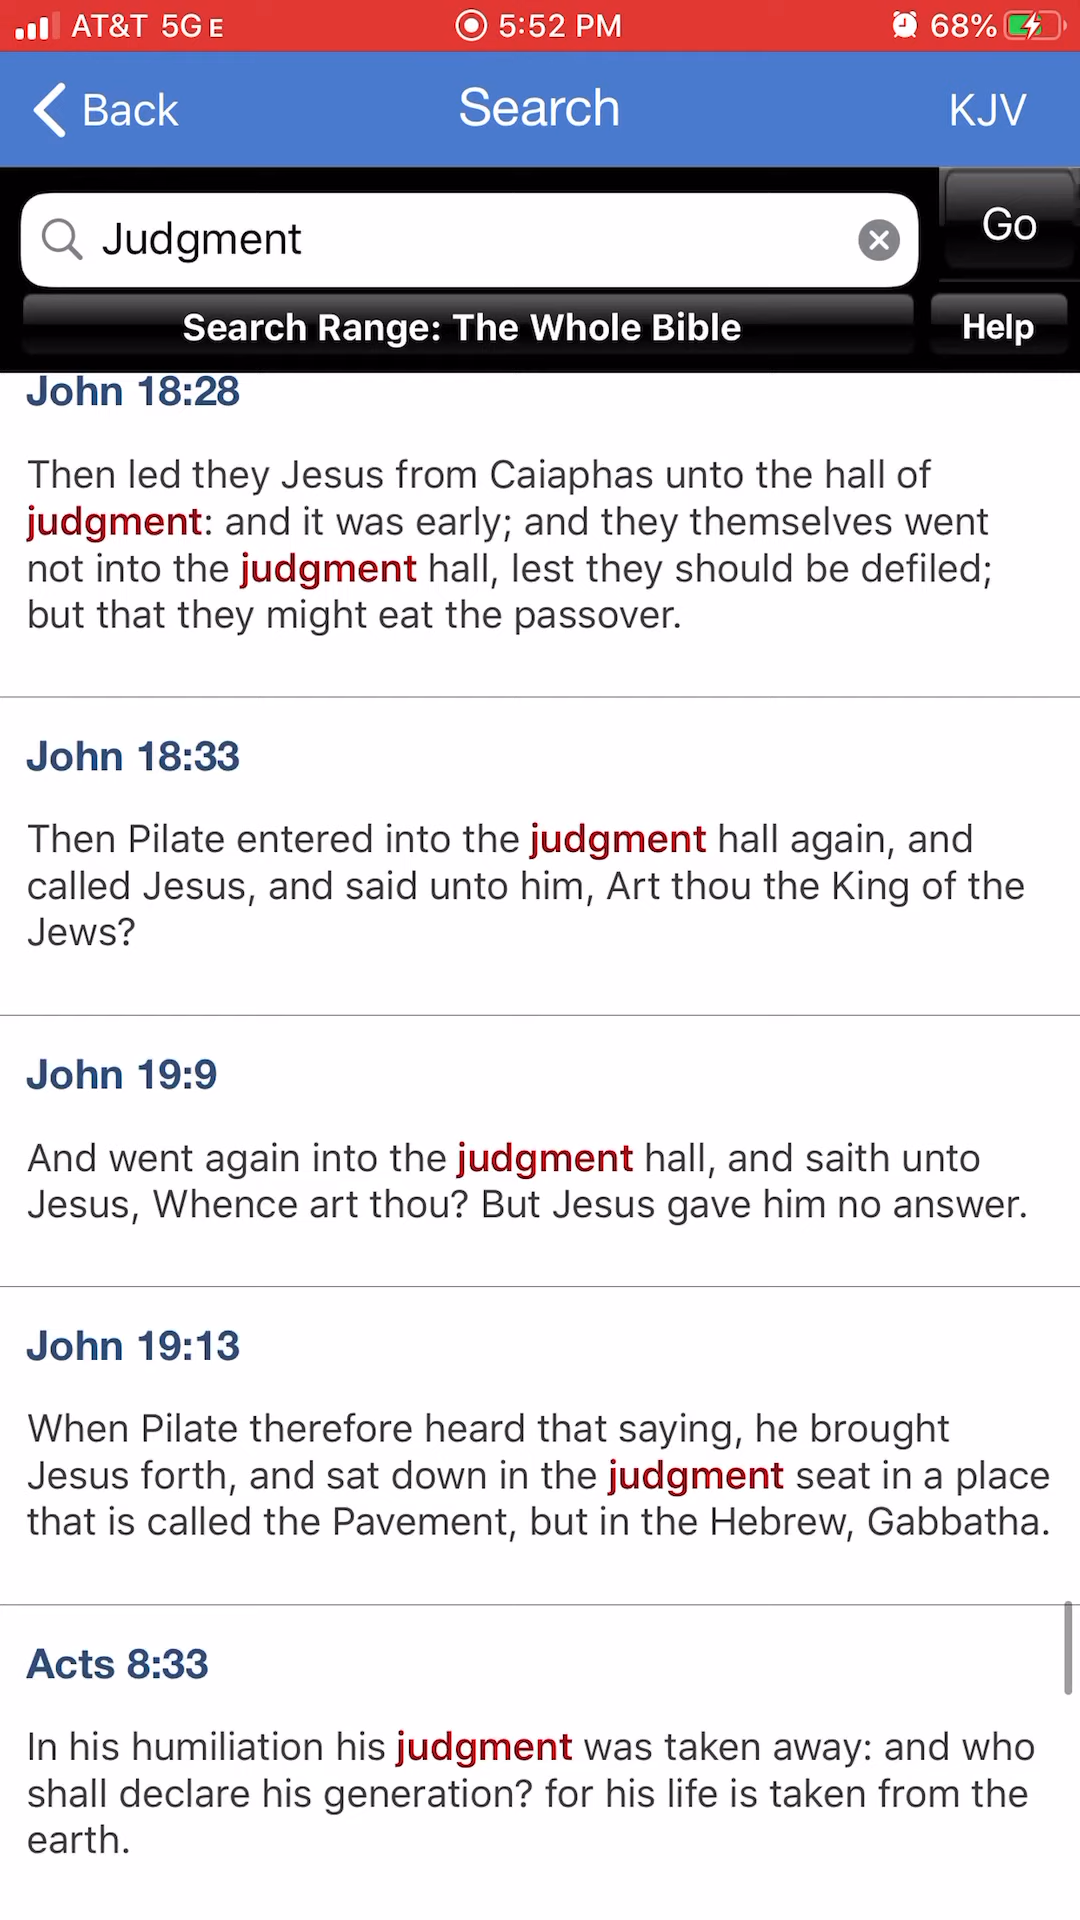 AT&T 5G E 5:52 PM 68%
Back Search KJV
Judgment Go
Search Range: The Whole Bible Help
John 18:28
Then led they Jesus from Caiaphas unto the hall of
judgment: and it was early; and they themselves went
not into the judgment hall, lest they should be defiled;
but that they might eat the passover.
John 18:33
Then Pilate entered into the judgment hall again, and
called Jesus, and said unto him, Art thou the King of the
Jews?
John 19:9
And went again into the judgment hall, and saith unto
Jesus, Whence art thou? But Jesus gave him no answer.
John 19:13
When Pilate therefore heard that saying, he brought
Jesus forth, and sat down in the judgment seat in a place
that is called the Pavement, but in the Hebrew, Gabbatha.
Acts 8:33
In his humiliation his judgment was taken away: and who
shall declare his generation? for his life is taken from the
earth.